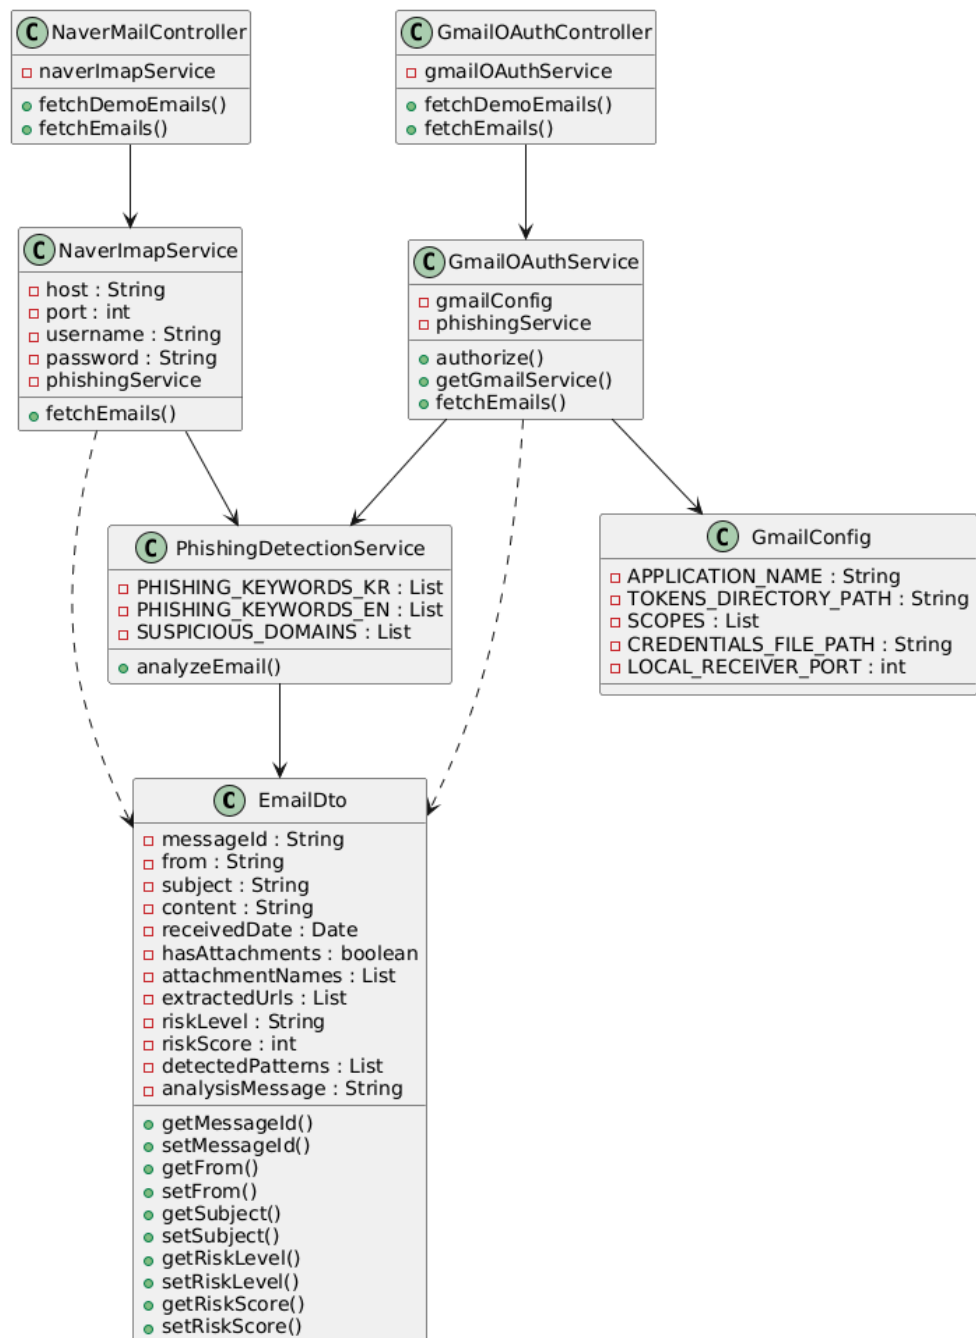 C NaverMailController
naverImapService
fetchDemoEmails()
fetchEmails()
C GmailOAuthController
gmailOAuthService
fetchDemoEmails()
fetchEmails()
C NaverImapService
host : String
port : int
username : String
password : String
phishingService
fetchEmails()
C GmailOAuthService
gmailConfig
phishingService
authorize()
getGmailService()
fetchEmails()
C PhishingDetectionService
PHISHING_KEYWORDS_KR : List
PHISHING_KEYWORDS_EN : List
SUSPICIOUS_DOMAINS : List
analyzeEmail()
C GmailConfig
APPLICATION_NAME : String
TOKENS_DIRECTORY_PATH : String
SCOPES : List
CREDENTIALS_FILE_PATH : String
LOCAL_RECEIVER_PORT : int
C EmailDto
messageId : String
from : String
subject : String
content : String
receivedDate : Date
hasAttachments : boolean
attachmentNames : List
extractedUrls : List
riskLevel : String
riskScore : int
detectedPatterns : List
analysisMessage : String
getMessageId()
setMessageId()
getFrom()
setFrom()
getSubject()
setSubject()
getRiskLevel()
setRiskLevel()
getRiskScore()
setRiskScore()